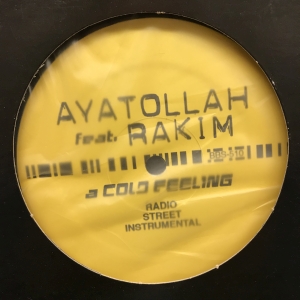 AYATOLLAH
feat. RAKIM
a COLD FEELING
RADIO
STREET
INSTRUMENTAL